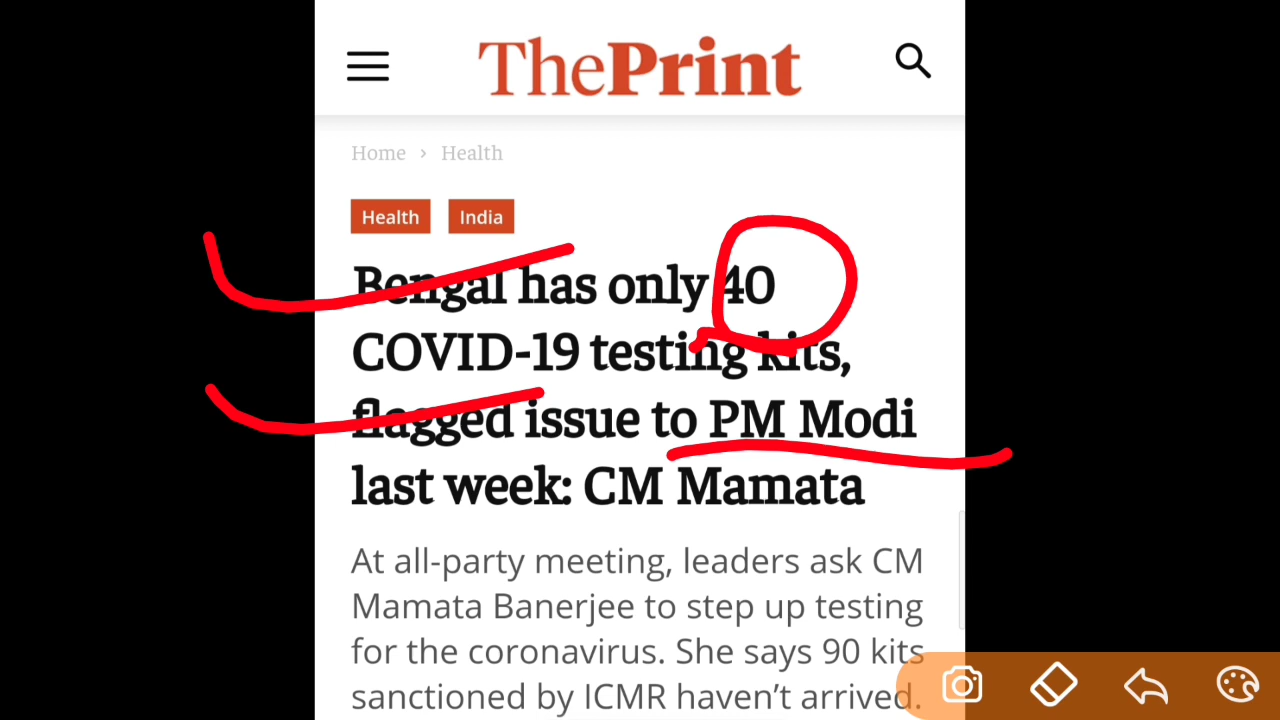 ThePrint
Home › Health
Health India
Bengal has only 40
COVID-19 testing kits,
flagged issue to PM Modi
last week: CM Mamata
At all-party meeting, leaders ask CM
Mamata Banerjee to step up testing
for the coronavirus. She says 90 kits
sanctioned by ICMR haven’t arrived.